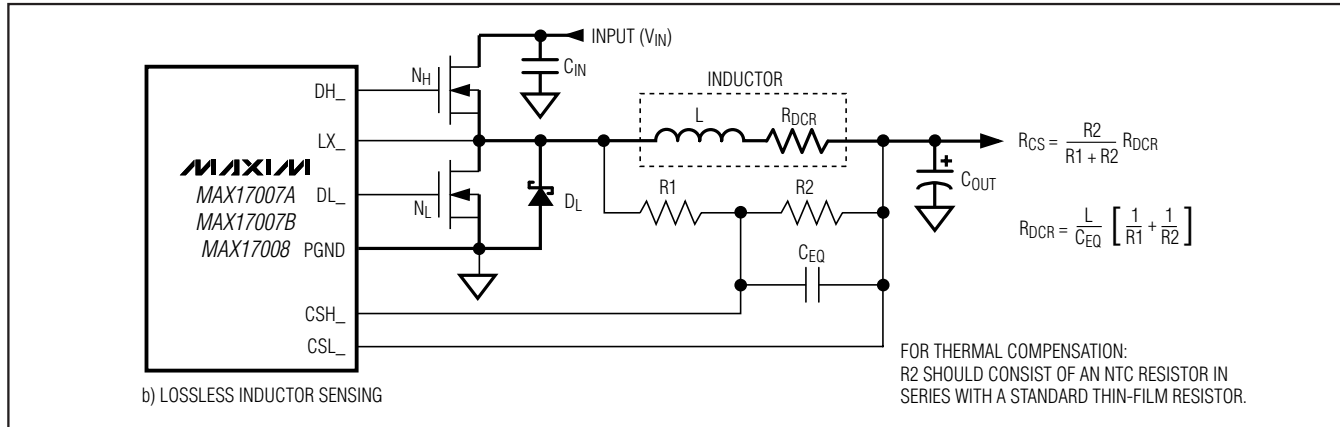 INPUT (VIN)
CIN
NH
DH_
INDUCTOR
L
RDCR
LX_
RCS = R2 / R1 + R2 RDCR
MAXIM
MAX17007A
MAX17007B
MAX17008
DL_
NL
DL
R1
R2
+
COUT
PGND
RDCR = L / CEQ [ 1 / R1 + 1 / R2 ]
CEQ
CSH_
CSL_
FOR THERMAL COMPENSATION:
R2 SHOULD CONSIST OF AN NTC RESISTOR IN
SERIES WITH A STANDARD THIN-FILM RESISTOR.
b) LOSSLESS INDUCTOR SENSING